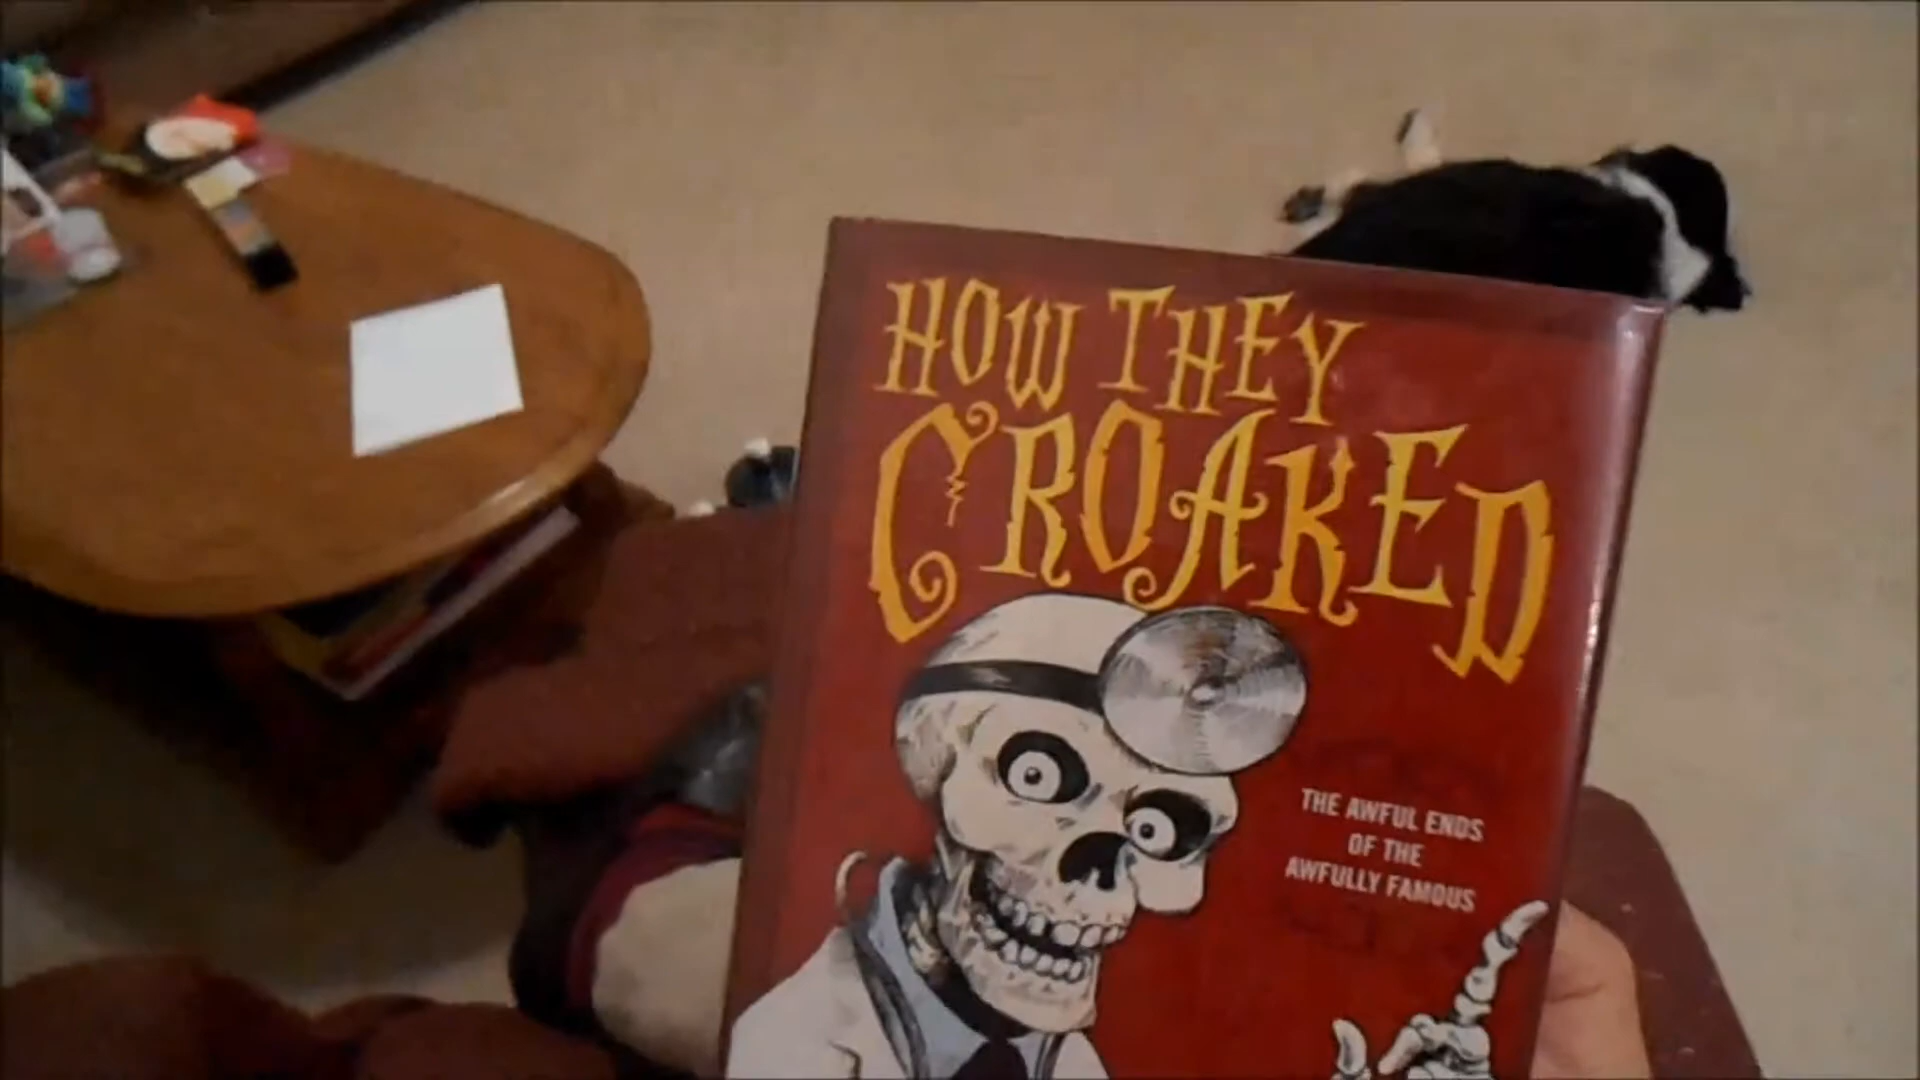 HOW THEY
CROAKED
THE AWFUL ENDS
OF THE
AWFULLY FAMOUS